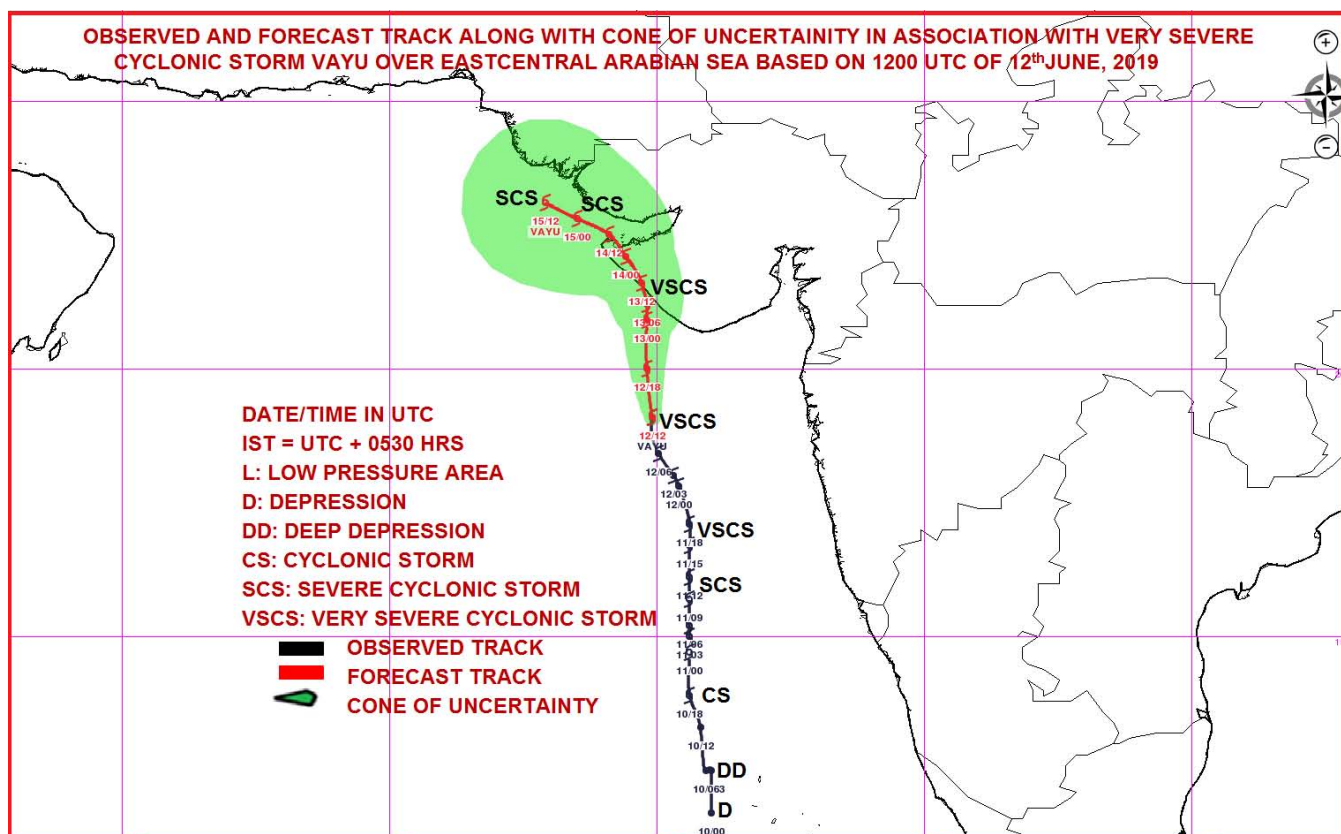 OBSERVED AND FORECAST TRACK ALONG WITH CONE OF UNCERTAINITY IN ASSOCIATION WITH VERY SEVERE
CYCLONIC STORM VAYU OVER EASTCENTRAL ARABIAN SEA BASED ON 1200 UTC OF 12thJUNE, 2019
SCS
SCS
15/12
VAYU
15/00
14/12
14/00
VSCS
13/12
13/06
13/00
12/18
VSCS
12/12
VAYU
12/06
12/03
12/00
VSCS
11/18
11/15
SCS
11/12
11/09
11/06
11/03
11/00
CS
10/18
10/12
DD
10/063
D
10/00
DATE/TIME IN UTC
IST = UTC + 0530 HRS
L: LOW PRESSURE AREA
D: DEPRESSION
DD: DEEP DEPRESSION
CS: CYCLONIC STORM
SCS: SEVERE CYCLONIC STORM
VSCS: VERY SEVERE CYCLONIC STORM
OBSERVED TRACK
FORECAST TRACK
CONE OF UNCERTAINTY